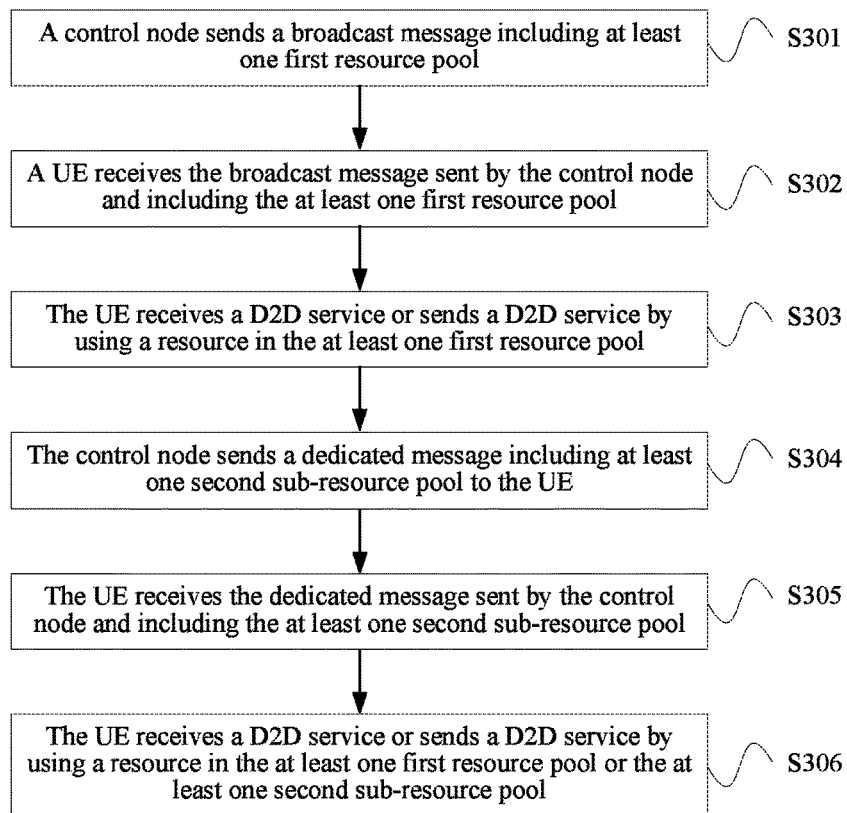 A control node sends a broadcast message including at least
one first resource pool
S301
A UE receives the broadcast message sent by the control node
and including the at least one first resource pool
S302
The UE receives a D2D service or sends a D2D service by
using a resource in the at least one first resource pool
S303
The control node sends a dedicated message including at least
one second sub-resource pool to the UE
S304
The UE receives the dedicated message sent by the control
node and including the at least one second sub-resource pool
S305
The UE receives a D2D service or sends a D2D service by
using a resource in the at least one first resource pool or the at
least one second sub-resource pool
S306